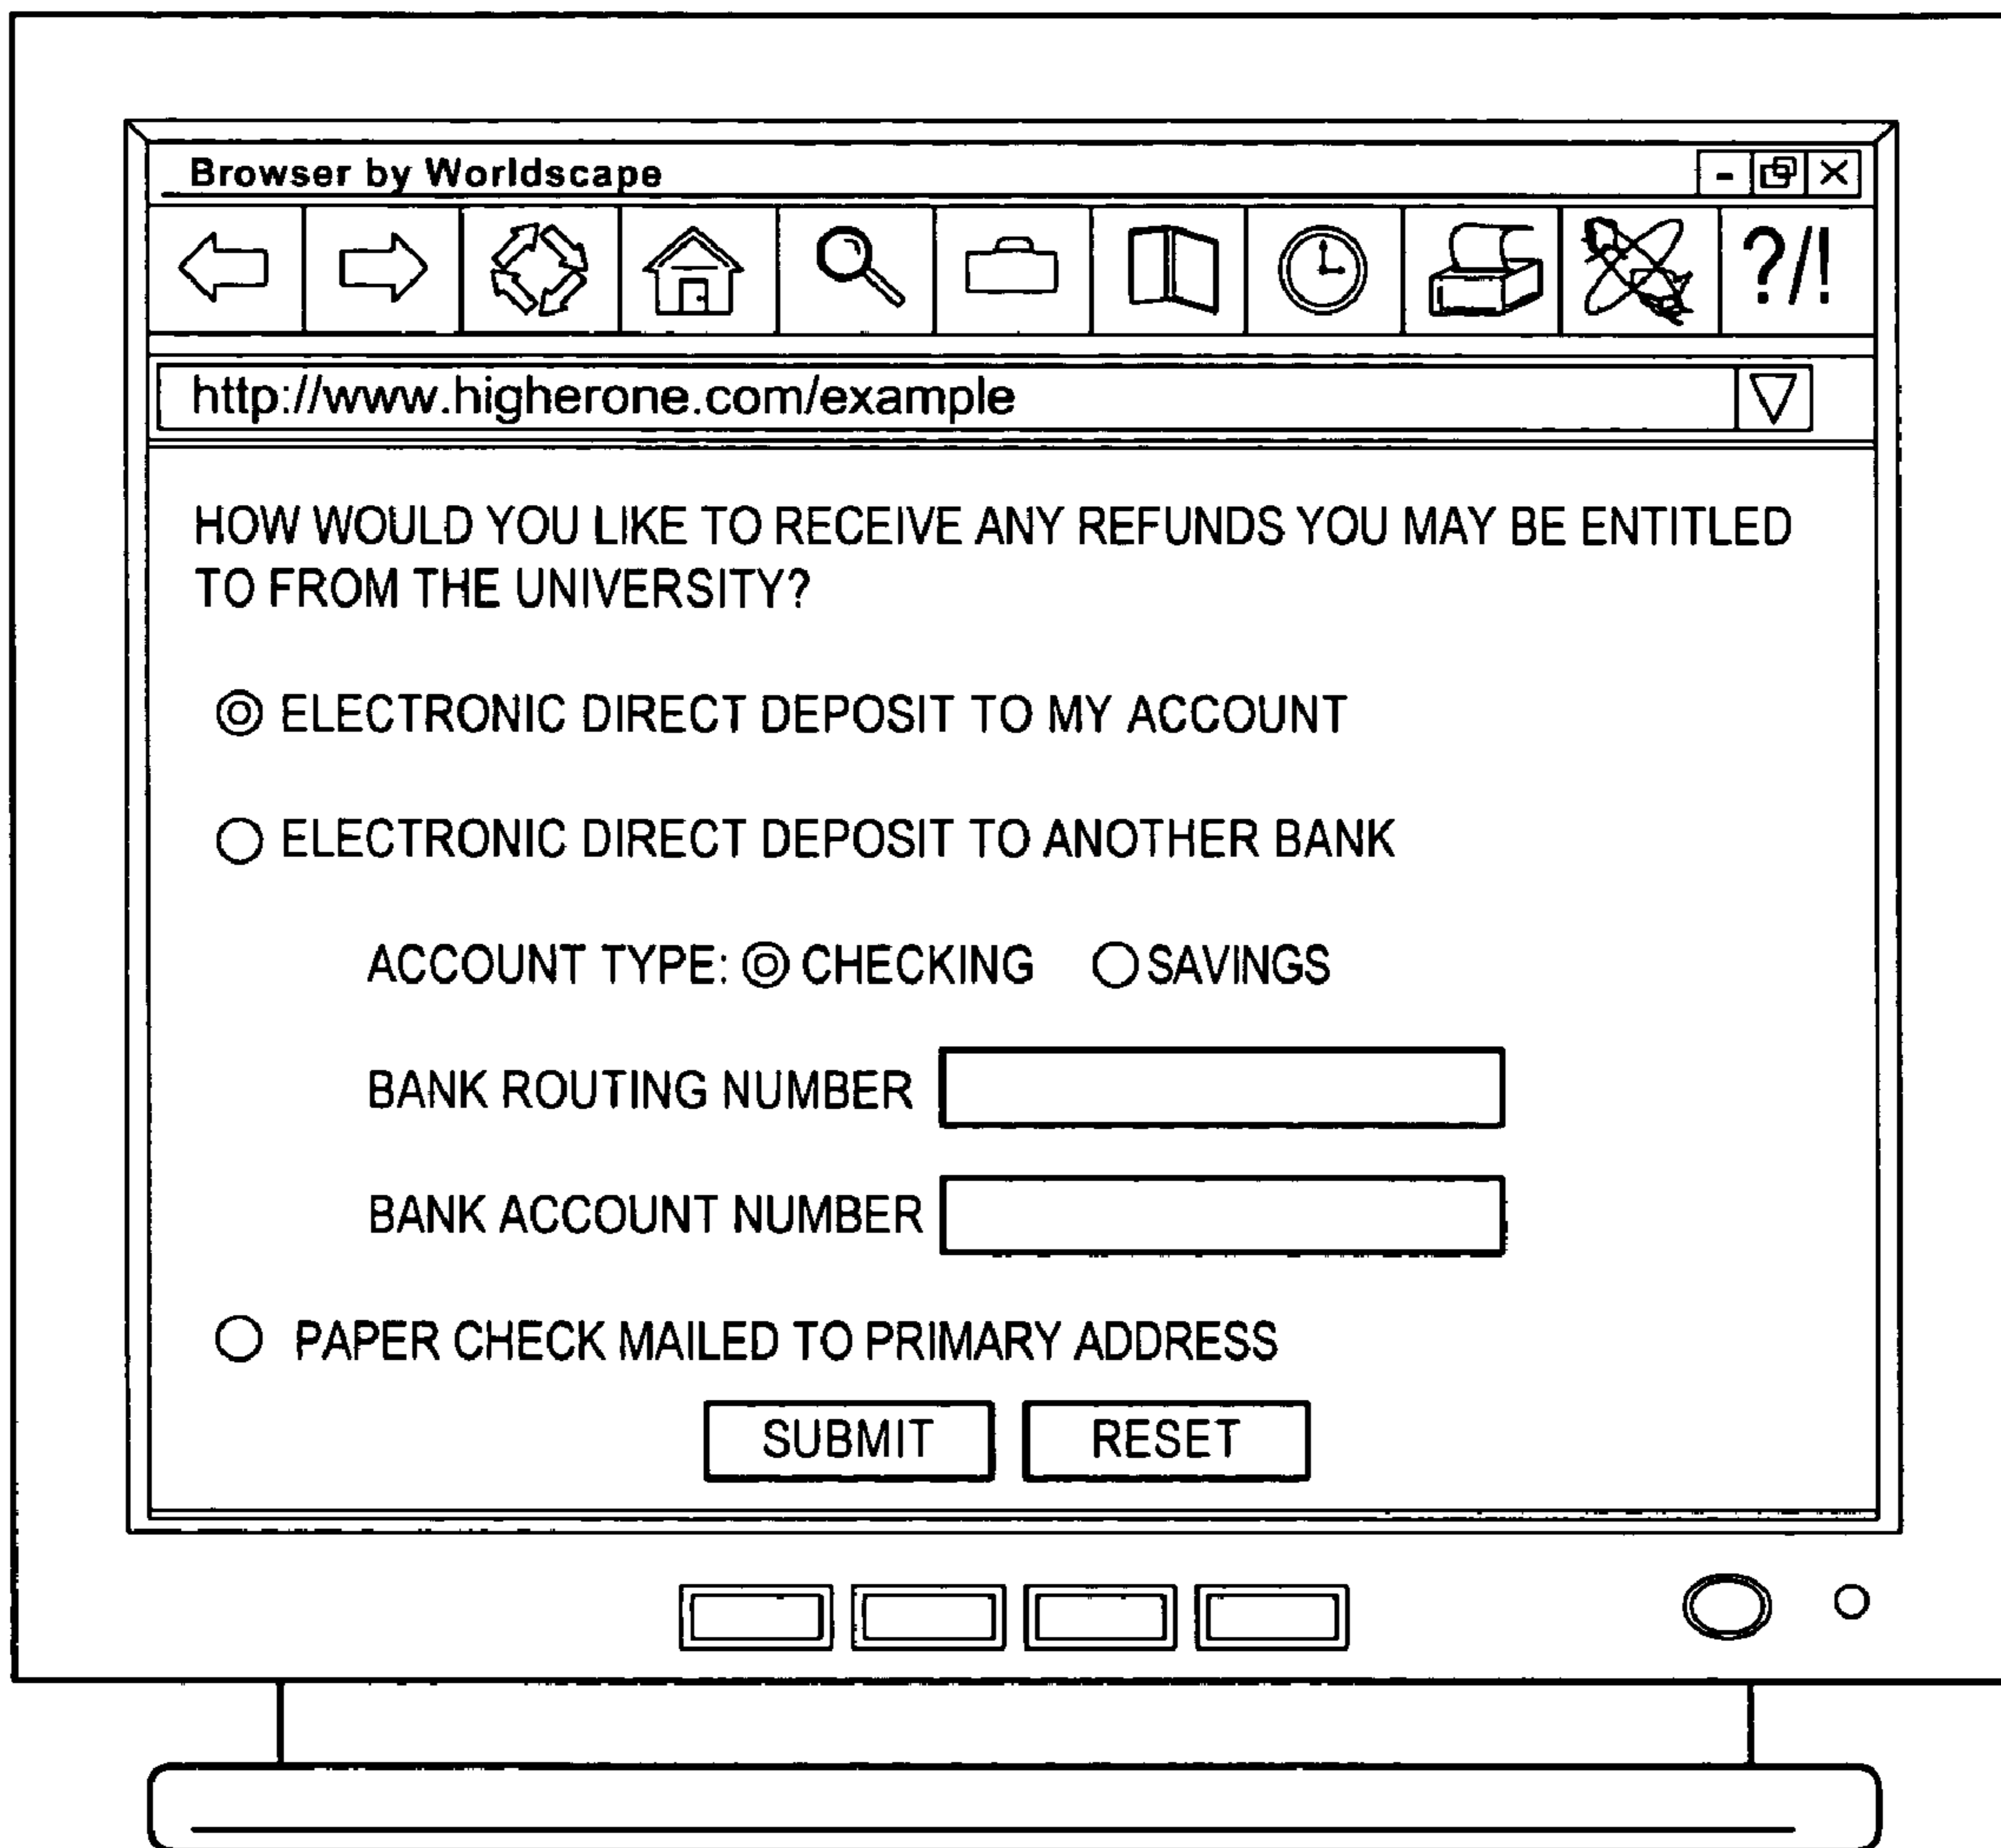 Browser by Worldscape
?/!
http://www.higherone.com/example
HOW WOULD YOU LIKE TO RECEIVE ANY REFUNDS YOU MAY BE ENTITLED
TO FROM THE UNIVERSITY?
ELECTRONIC DIRECT DEPOSIT TO MY ACCOUNT
ELECTRONIC DIRECT DEPOSIT TO ANOTHER BANK
ACCOUNT TYPE: CHECKING SAVINGS
BANK ROUTING NUMBER
BANK ACCOUNT NUMBER
PAPER CHECK MAILED TO PRIMARY ADDRESS
SUBMIT RESET